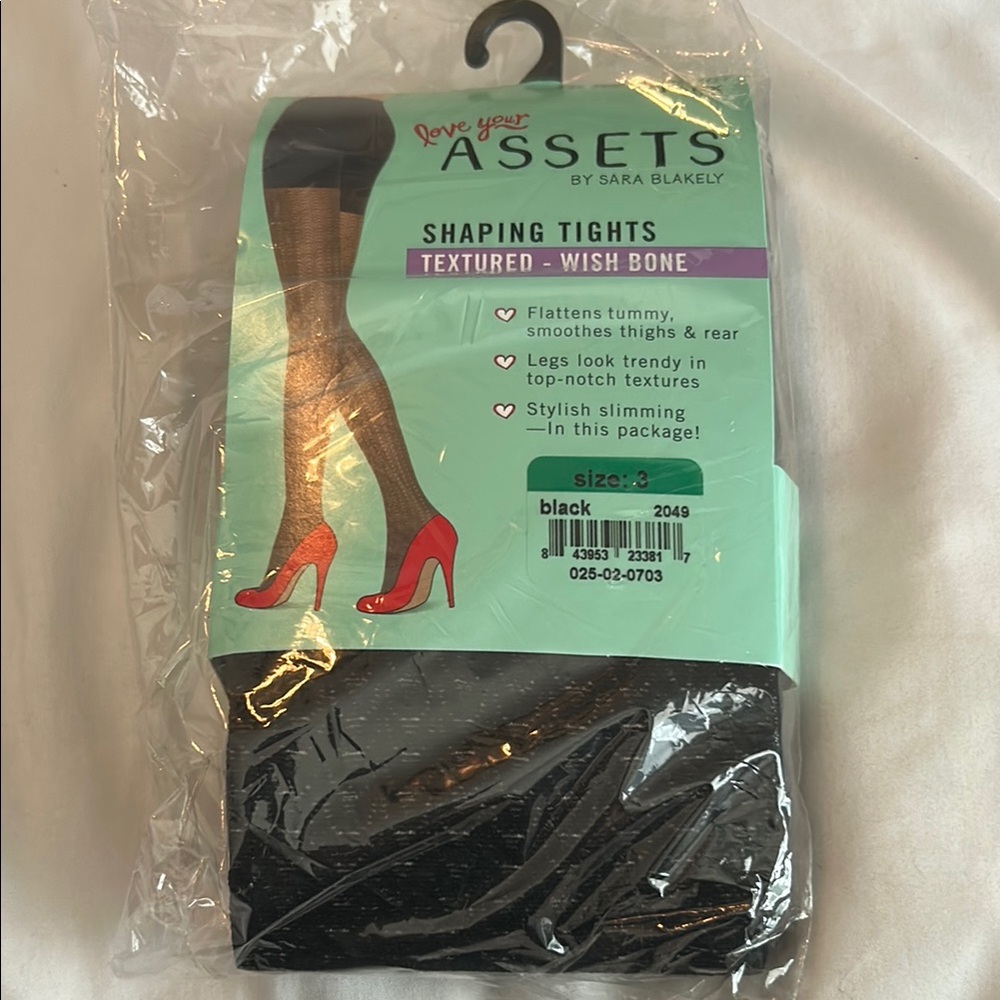 love your
ASSETS
BY SARA BLAKELY
SHAPING TIGHTS
TEXTURED - WISH BONE
Flattens tummy,
smoothes thighs & rear
Legs look trendy in
top-notch textures
Stylish slimming
—In this package!
size: 3
black 2049
8 43953 23381 7
025-02-0703